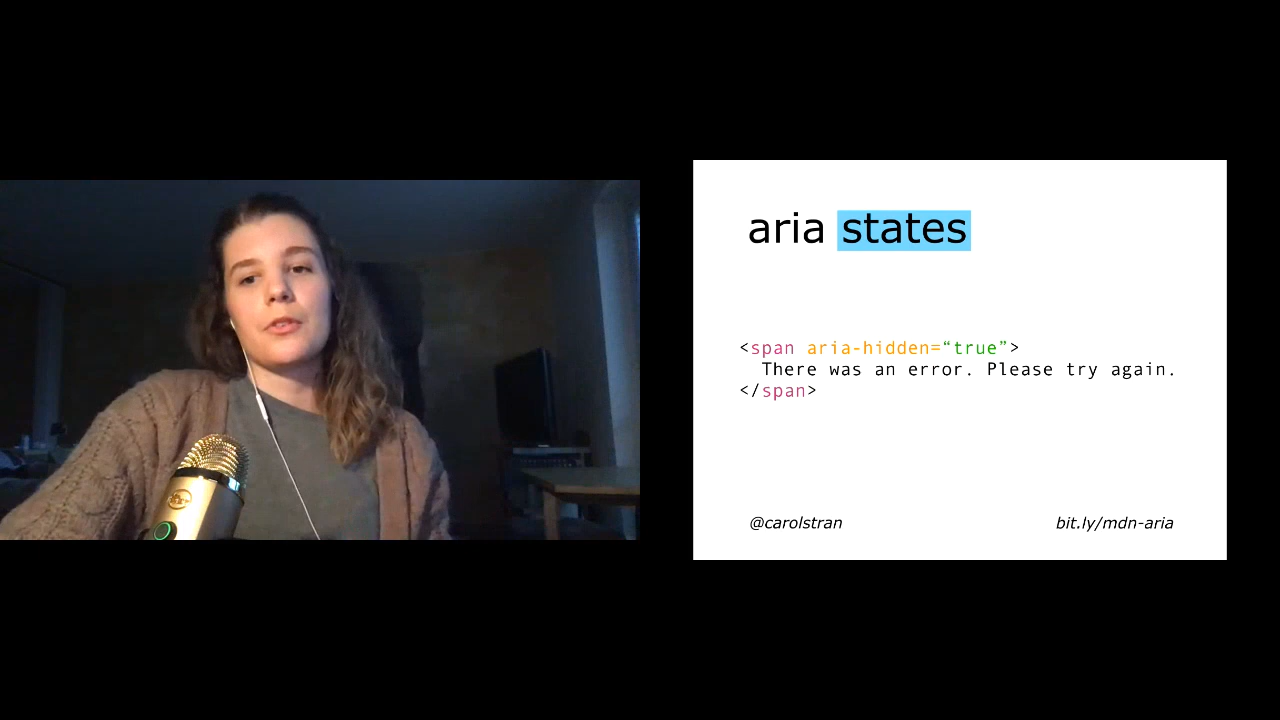 aria states
<span aria-hidden=“true”>
There was an error. Please try again.
</span>
@carolstran
bit.ly/mdn-aria